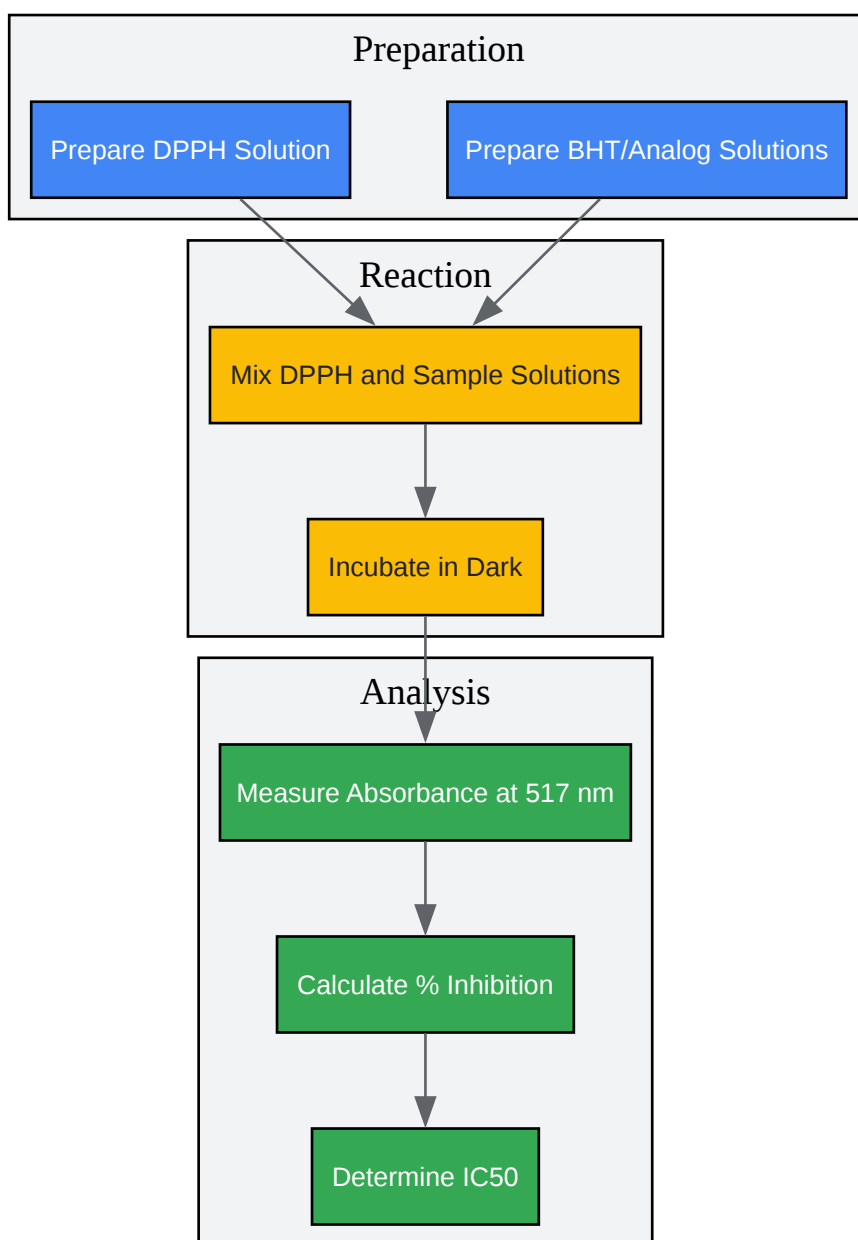 Preparation
Prepare DPPH Solution
Prepare BHT/Analog Solutions
Reaction
Mix DPPH and Sample Solutions
Incubate in Dark
Analysis
Measure Absorbance at 517 nm
Calculate % Inhibition
Determine IC50